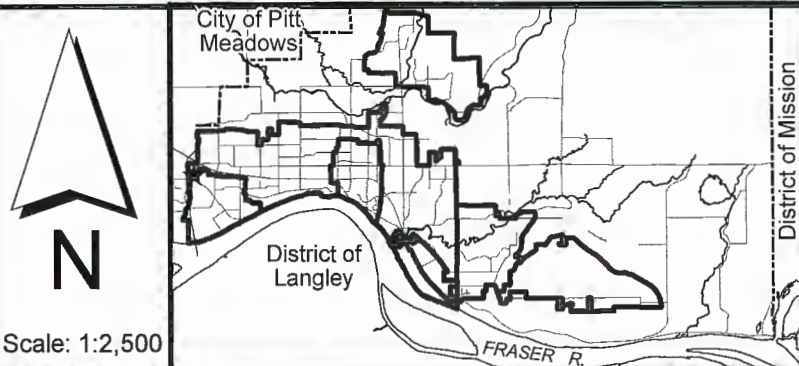 N
Scale: 1:2,500
City of Pitt
Meadows
District of
Langley
FRASER R.
District of Mission